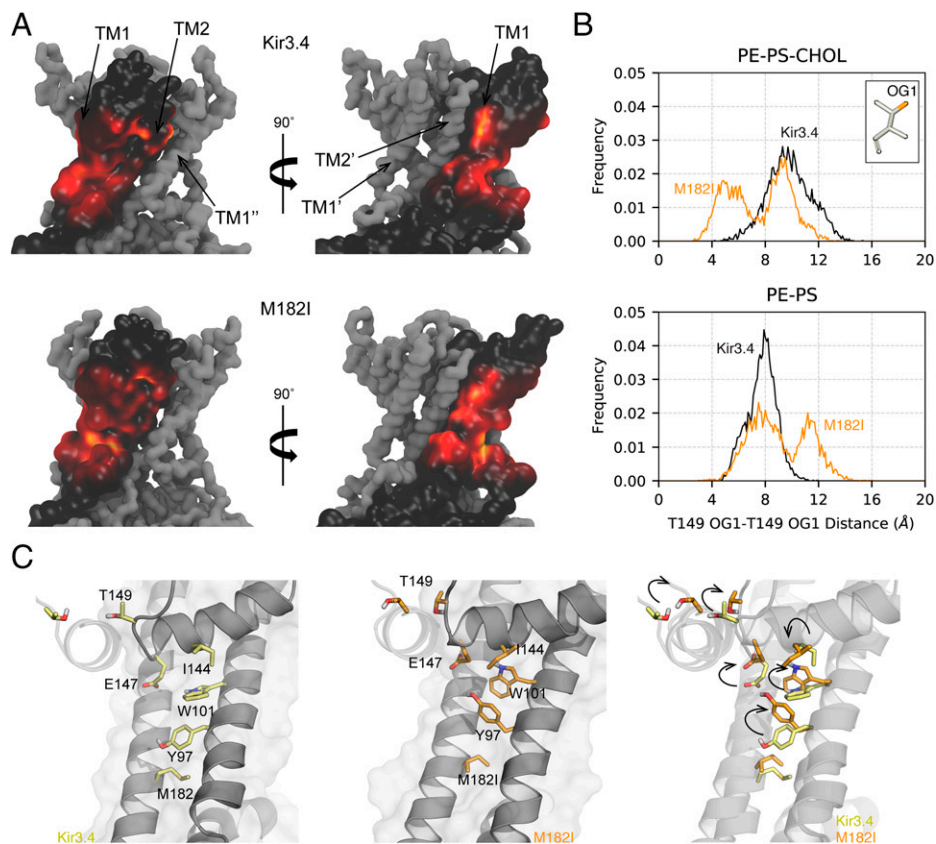 A
TM1
TM2
Kir3.4
TM1
90°
TM2'
TM1'
TM1''
M182I
90°
B
PE-PS-CHOL
0.05
0.04
0.03
0.02
0.01
0.00
Frequency
Kir3.4
M182I
OG1
0 4 8 12 16 20
PE-PS
0.05
0.04
0.03
0.02
0.01
0.00
Frequency
Kir3.4
M182I
0 4 8 12 16 20
T149 OG1-T149 OG1 Distance (Å)
C
T149
E147
I144
W101
Y97
M182
Kir3.4
T149
E147
I144
W101
Y97
M182I
M182I
Kir3.4
M182I